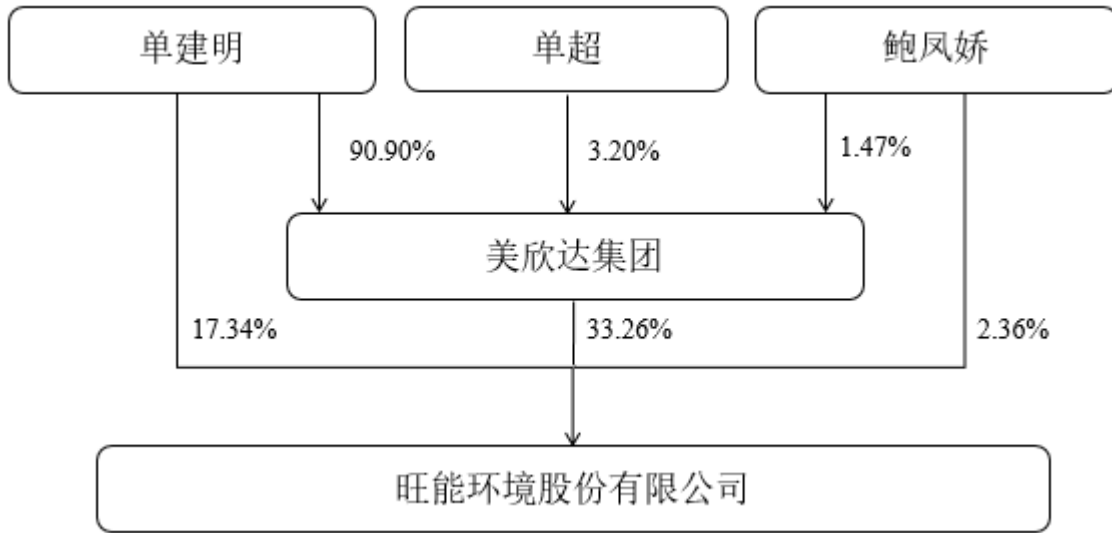 单建明
单超
鲍凤娇
90.90%
3.20%
1.47%
美欣达集团
17.34%
33.26%
2.36%
旺能环境股份有限公司